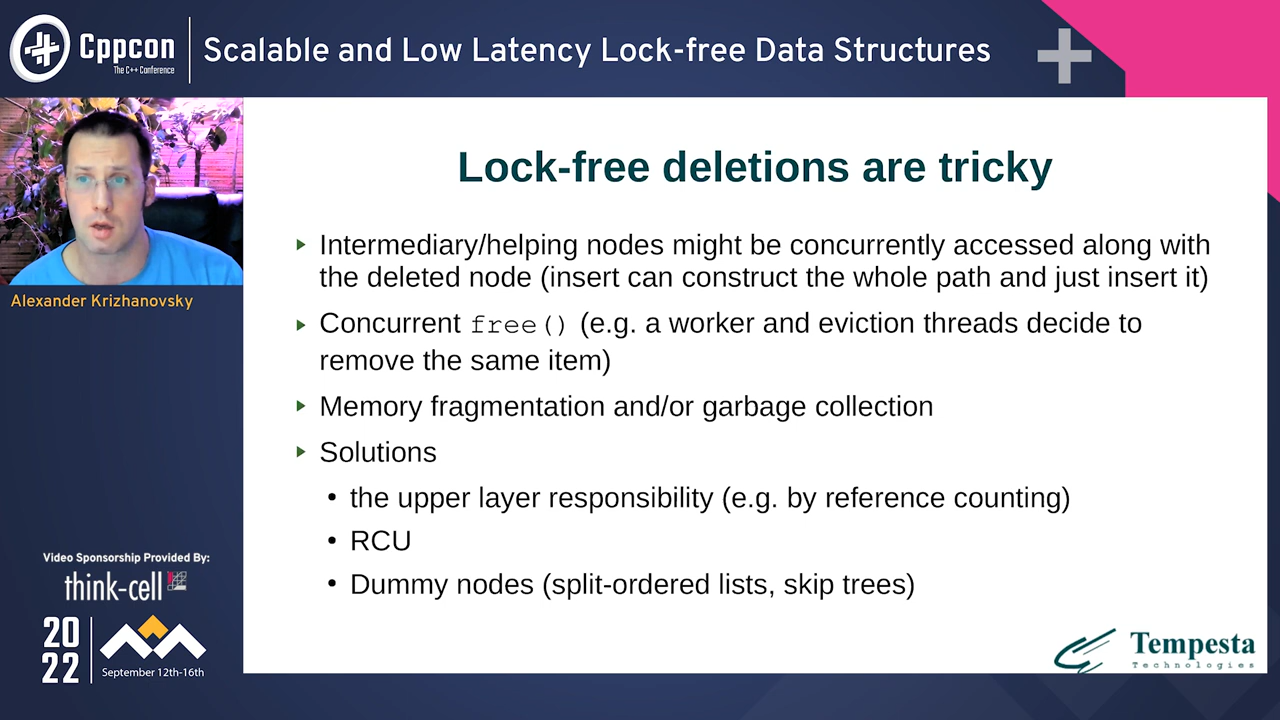 Cppcon
The C++ Conference
Scalable and Low Latency Lock-free Data Structures
Alexander Krizhanovsky
Lock-free deletions are tricky
Intermediary/helping nodes might be concurrently accessed along with
the deleted node (insert can construct the whole path and just insert it)
Concurrent free() (e.g. a worker and eviction threads decide to
remove the same item)
Memory fragmentation and/or garbage collection
Solutions
• the upper layer responsibility (e.g. by reference counting)
• RCU
• Dummy nodes (split-ordered lists, skip trees)
Video Sponsorship Provided By:
think-cell
20
22
September 12th-16th
Tempesta
Technologies